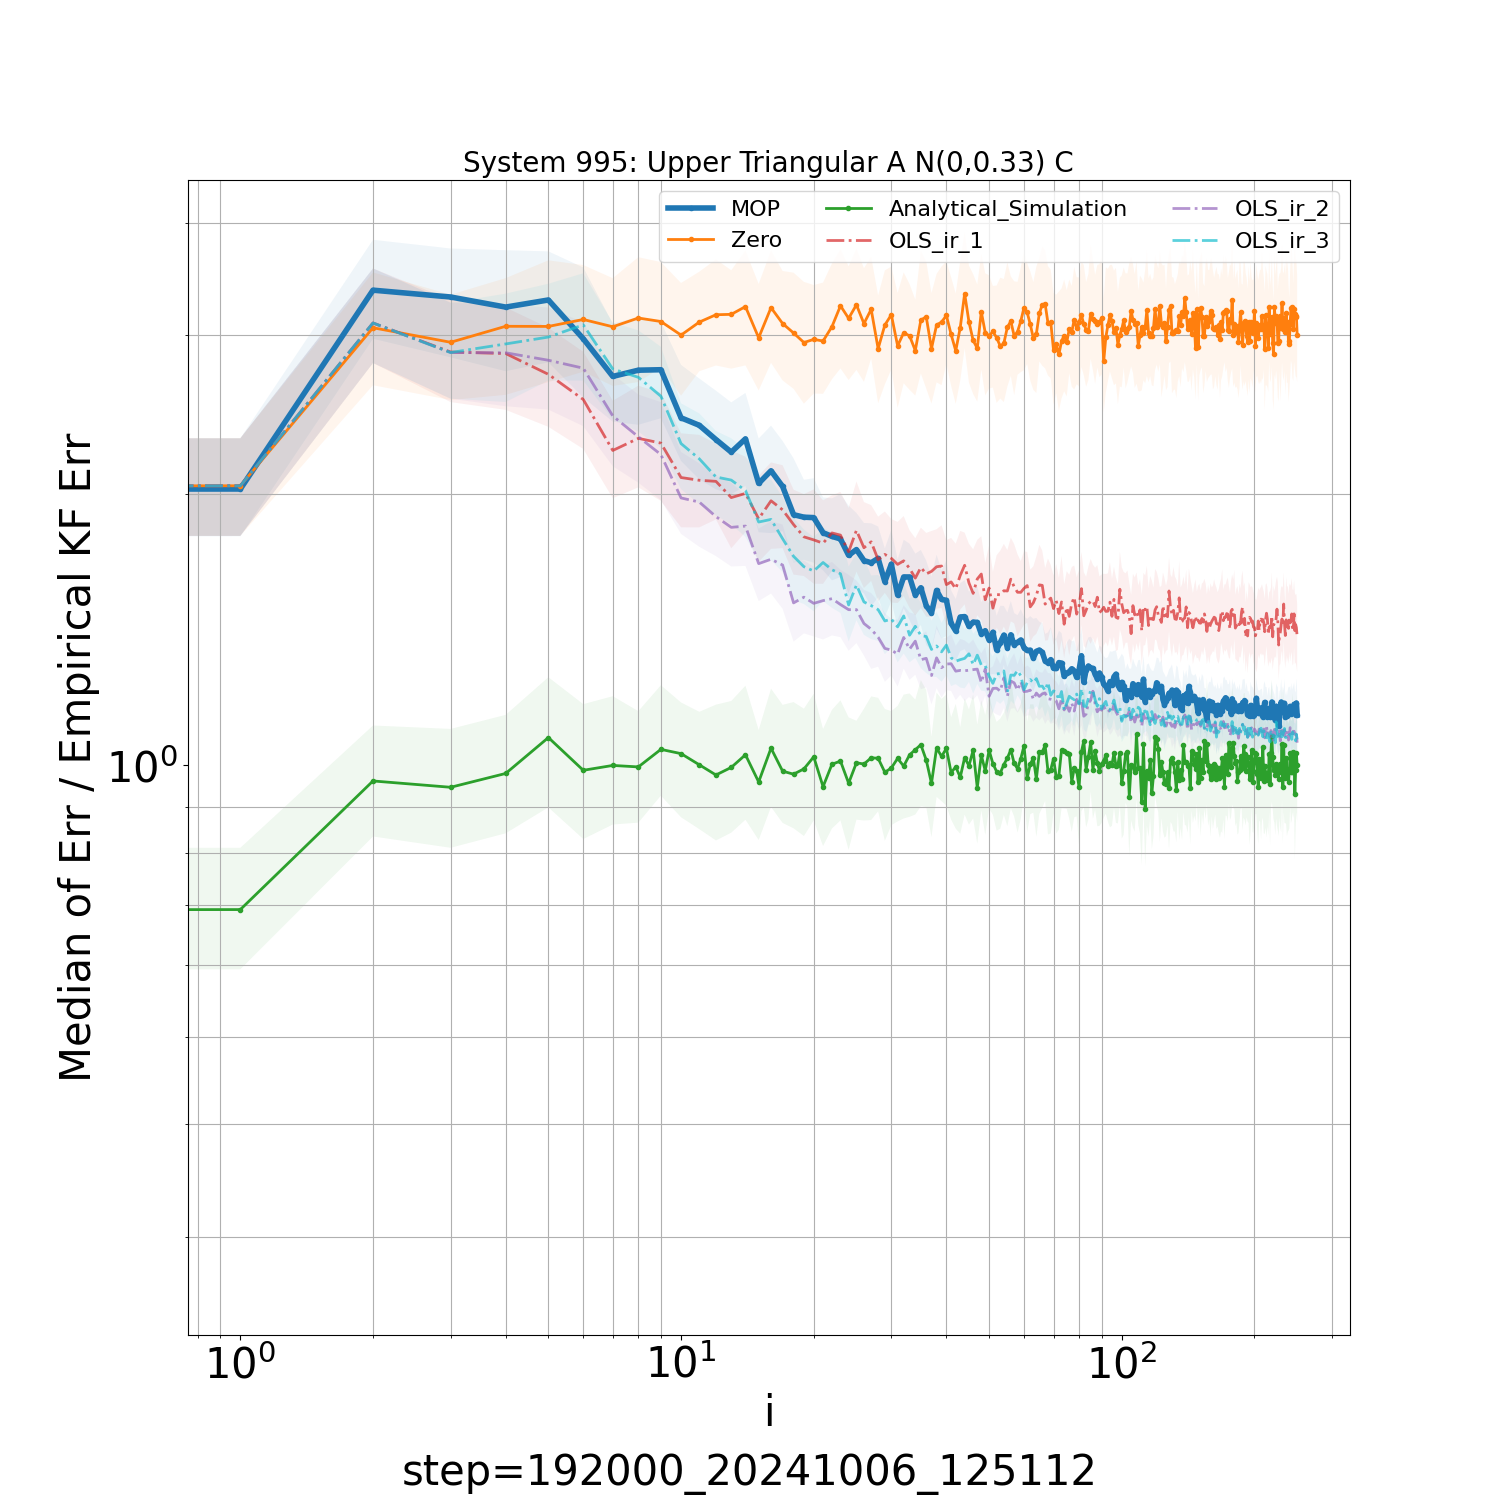 System 995: Upper Triangular A N(0,0.33) C
MOP
Zero
Analytical_Simulation
OLS_ir_1
OLS_ir_2
OLS_ir_3
Median of Err / Empirical KF Err
10⁰
10⁰ 10¹ 10²
i
step=192000_20241006_125112